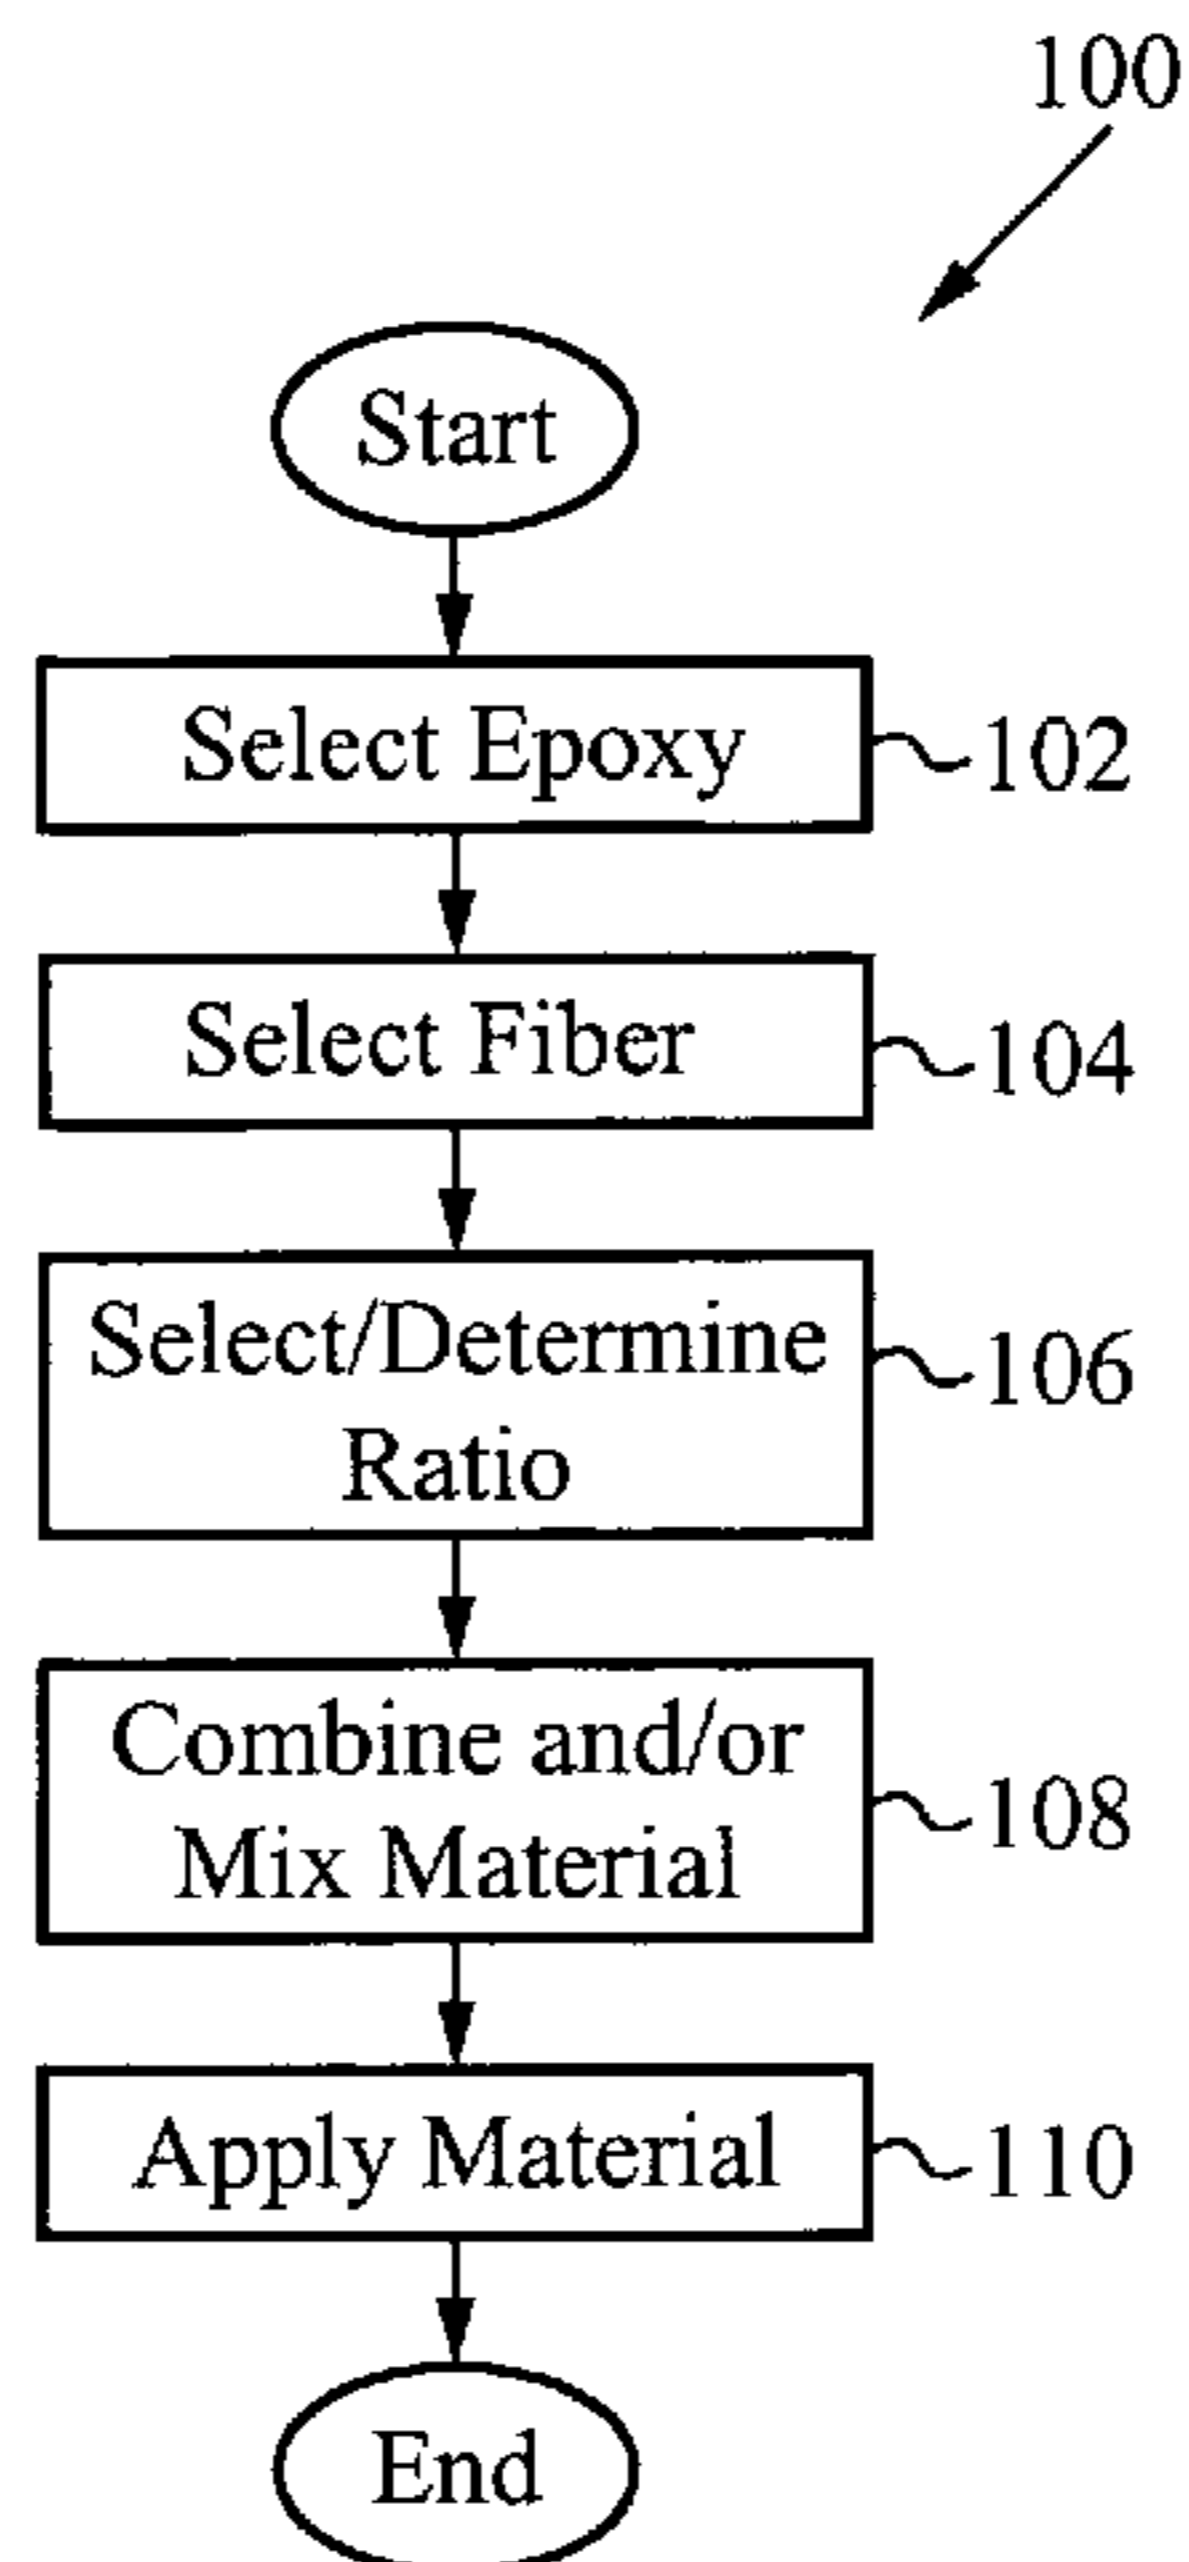 100
Start
Select Epoxy
102
Select Fiber
104
Select/Determine
Ratio
106
Combine and/or
Mix Material
108
Apply Material
110
End